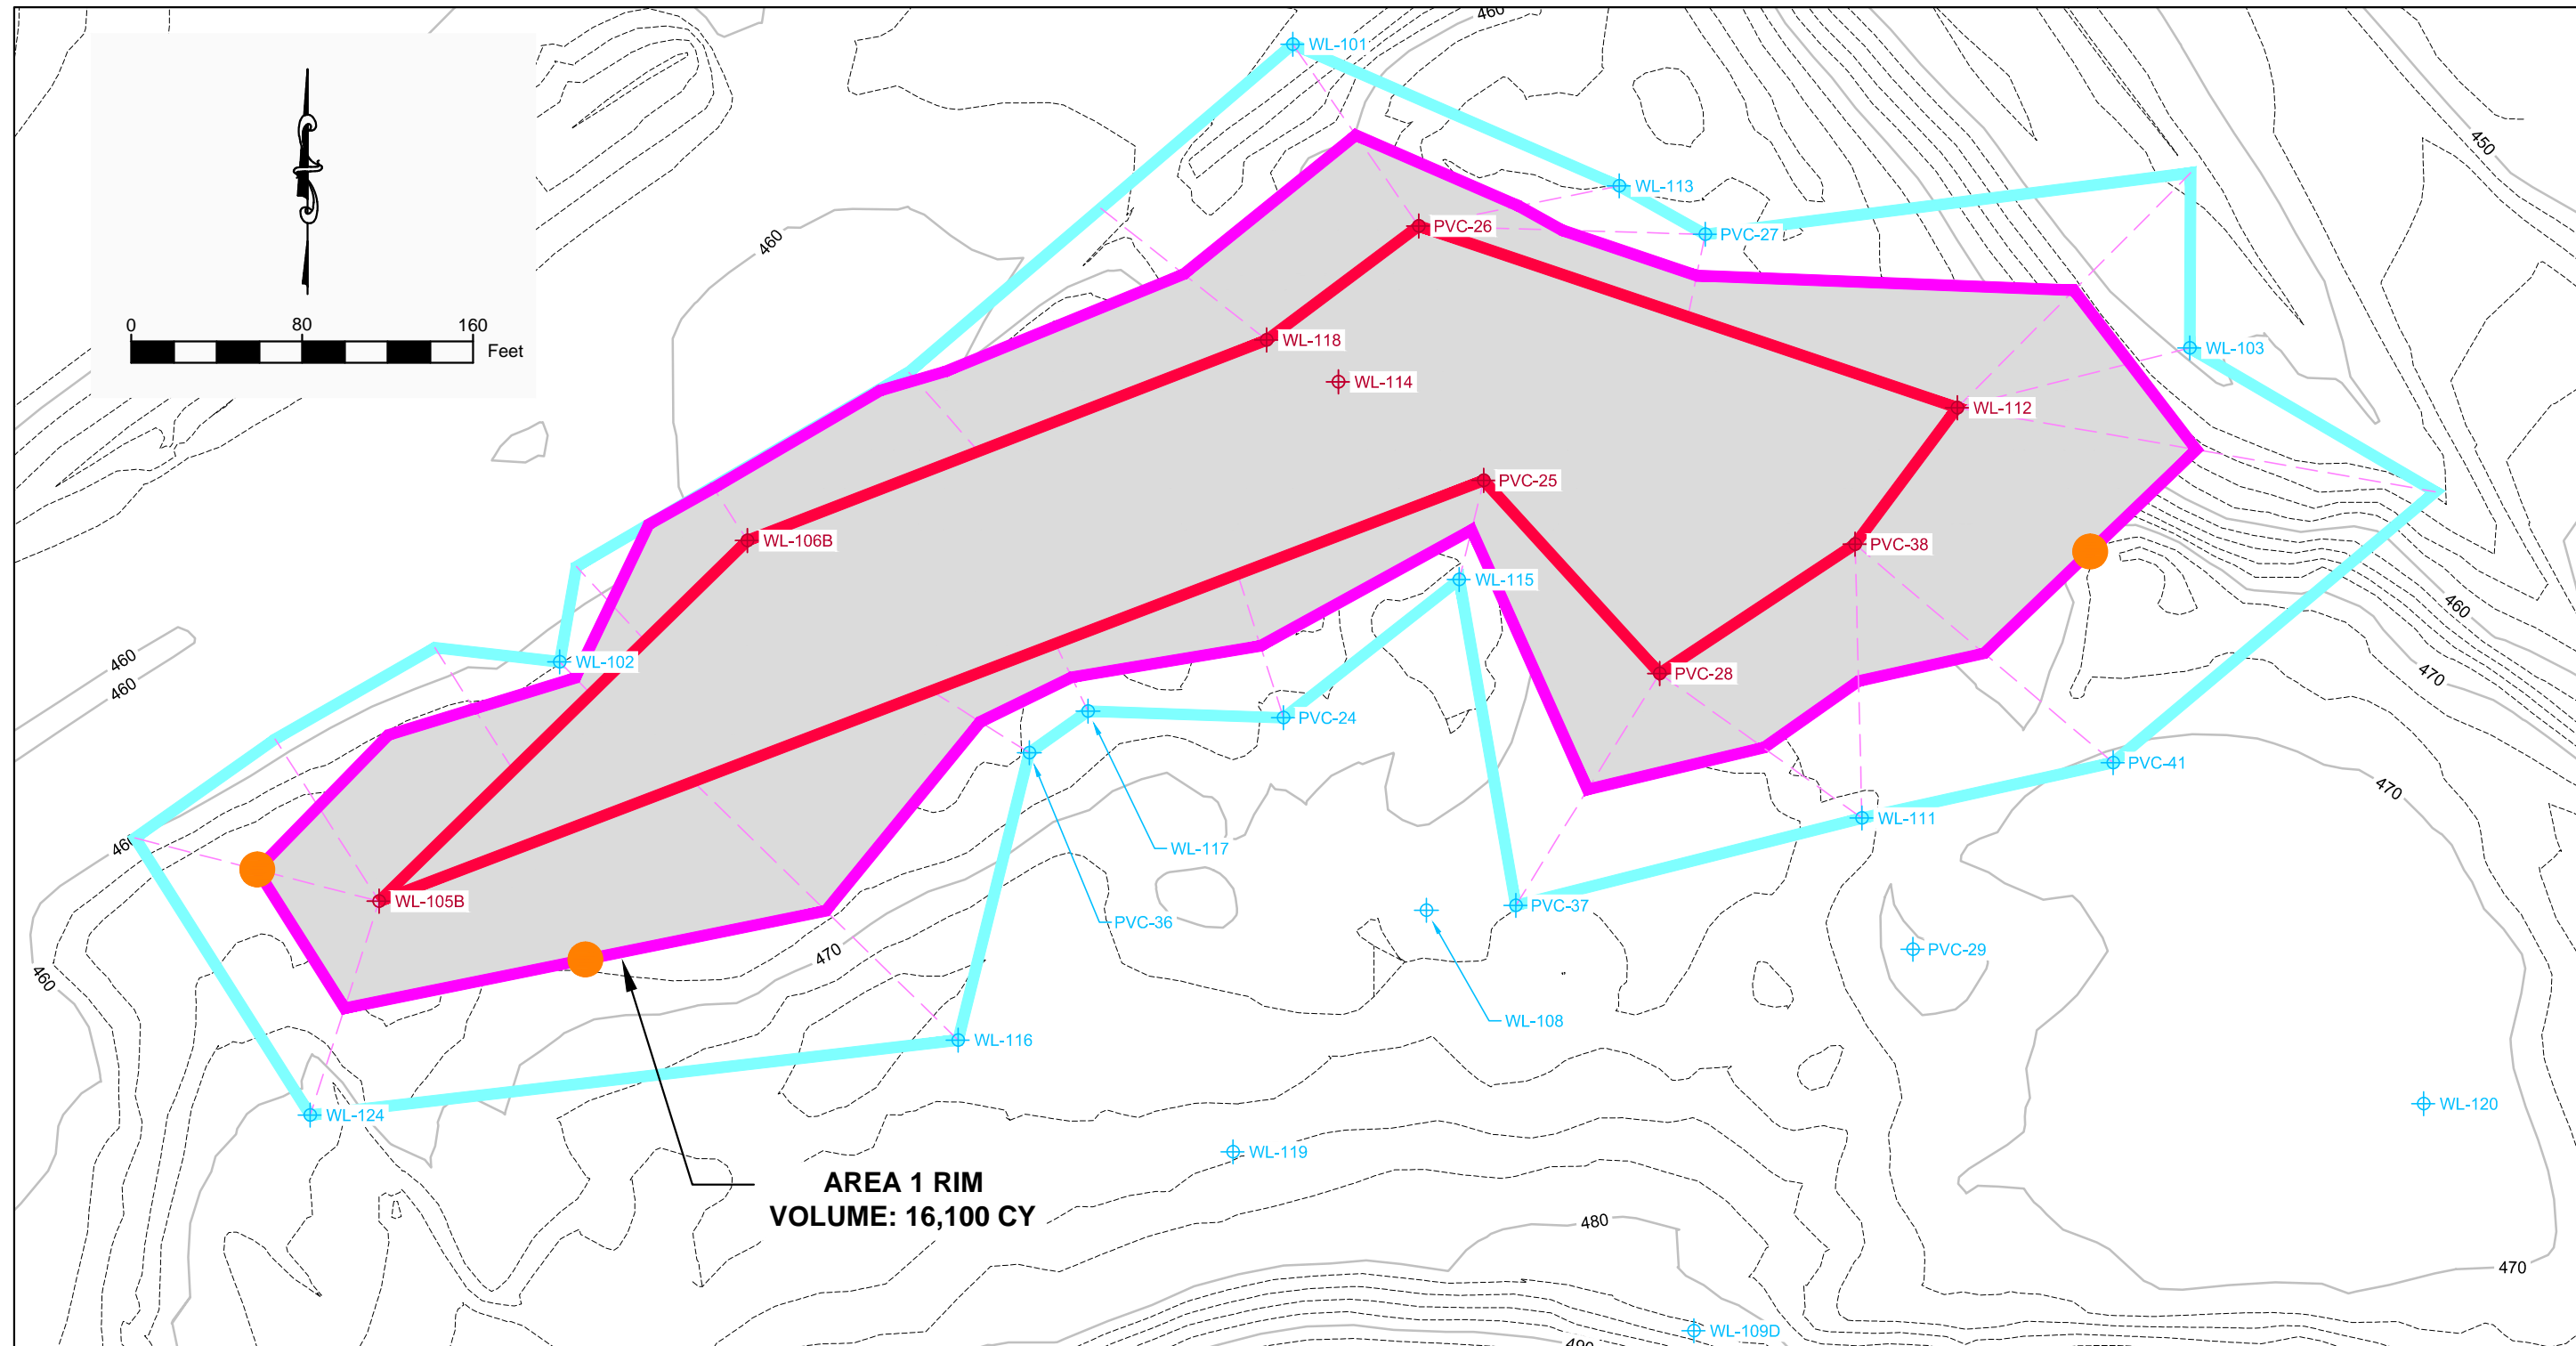 460
WL-101
450
WL-113
PVC-26
PVC-27
460
0 80 160
Feet
WL-118
WL-103
WL-114
WL-112
PVC-25
WL-106B
PVC-38
WL-115
460
WL-102
460
460
PVC-28
470
PVC-24
PVC-41
470
WL-111
460
WL-117
WL-105B
PVC-37
PVC-36
PVC-29
470
460
WL-108
WL-116
WL-120
WL-124
WL-119
AREA 1 RIM
VOLUME: 16,100 CY
480
470
WL-109D
490